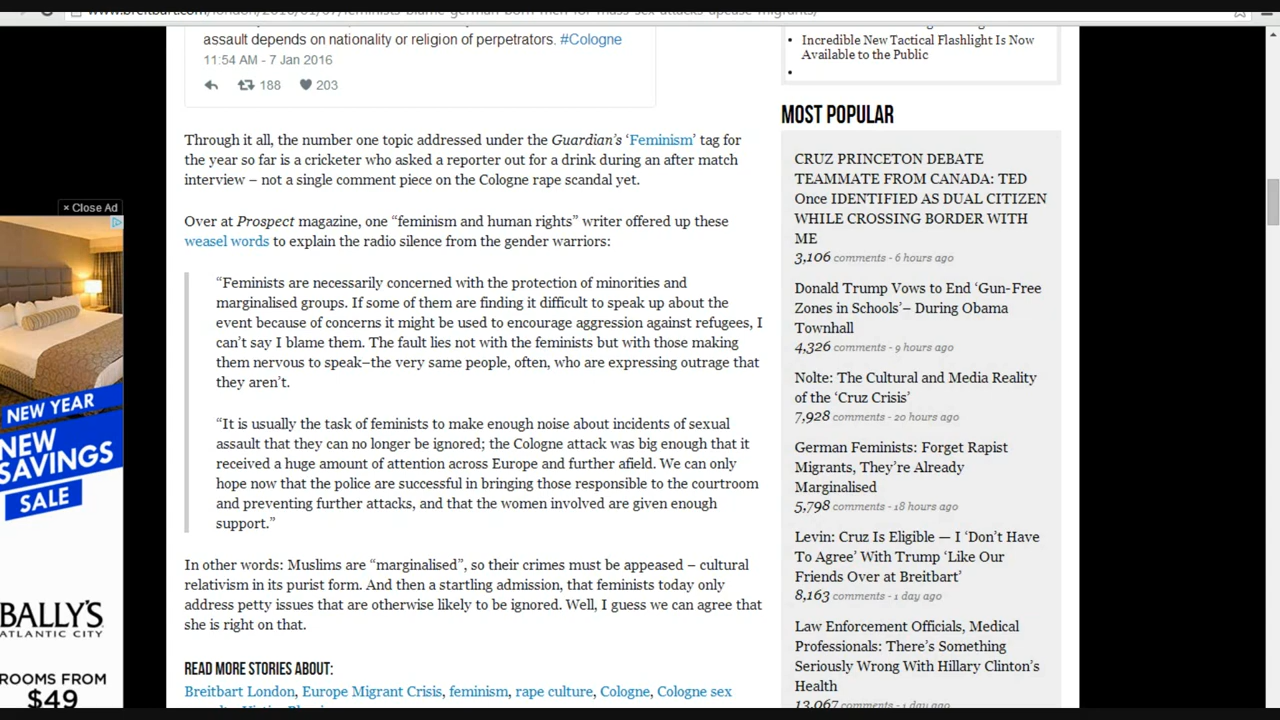 assault depends on nationality or religion of perpetrators. #Cologne
11:54 AM - 7 Jan 2016
188 203
Through it all, the number one topic addressed under the Guardian's 'Feminism' tag for
the year so far is a cricketer who asked a reporter out for a drink during an after match
interview – not a single comment piece on the Cologne rape scandal yet.
Over at Prospect magazine, one “feminism and human rights” writer offered up these
weasel words to explain the radio silence from the gender warriors:
“Feminists are necessarily concerned with the protection of minorities and
marginalised groups. If some of them are finding it difficult to speak up about the
event because of concerns it might be used to encourage aggression against refugees, I
can’t say I blame them. The fault lies not with the feminists but with those making
them nervous to speak–the very same people, often, who are expressing outrage that
they aren’t.
“It is usually the task of feminists to make enough noise about incidents of sexual
assault that they can no longer be ignored; the Cologne attack was big enough that it
received a huge amount of attention across Europe and further afield. We can only
hope now that the police are successful in bringing those responsible to the courtroom
and preventing further attacks, and that the women involved are given enough
support.”
In other words: Muslims are “marginalised”, so their crimes must be appeased – cultural
relativism in its purist form. And then a startling admission, that feminists today only
address petty issues that are otherwise likely to be ignored. Well, I guess we can agree that
she is right on that.
READ MORE STORIES ABOUT:
Breitbart London, Europe Migrant Crisis, feminism, rape culture, Cologne, Cologne sex
Incredible New Tactical Flashlight Is Now
Available to the Public
MOST POPULAR
CRUZ PRINCETON DEBATE
TEAMMATE FROM CANADA: TED
Once IDENTIFIED AS DUAL CITIZEN
WHILE CROSSING BORDER WITH
ME
3,106 comments - 6 hours ago
Donald Trump Vows to End ‘Gun-Free
Zones in Schools’– During Obama
Townhall
4,326 comments - 9 hours ago
Nolte: The Cultural and Media Reality
of the ‘Cruz Crisis’
7,928 comments - 20 hours ago
German Feminists: Forget Rapist
Migrants, They’re Already
Marginalised
5,798 comments - 18 hours ago
Levin: Cruz Is Eligible — I ‘Don’t Have
To Agree’ With Trump ‘Like Our
Friends Over at Breitbart’
8,163 comments - 1 day ago
Law Enforcement Officials, Medical
Professionals: There’s Something
Seriously Wrong With Hillary Clinton’s
Health
13,067 comments - 1 day ago
× Close Ad
NEW YEAR
NEW
SAVINGS
SALE
BALLY'S
ATLANTIC CITY
ROOMS FROM
$49